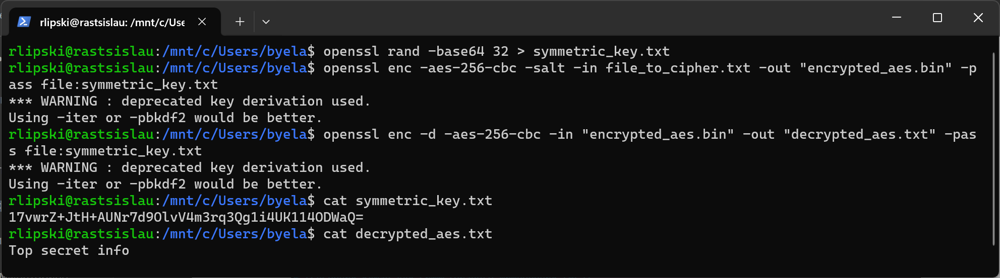 rlipski@rastsislau: /mnt/c/Use
rlipski@rastsislau:/mnt/c/Users/byela$ openssl rand -base64 32 > symmetric_key.txt
rlipski@rastsislau:/mnt/c/Users/byela$ openssl enc -aes-256-cbc -salt -in file_to_cipher.txt -out "encrypted_aes.bin" -p
ass file:symmetric_key.txt
*** WARNING : deprecated key derivation used.
Using -iter or -pbkdf2 would be better.
rlipski@rastsislau:/mnt/c/Users/byela$ openssl enc -d -aes-256-cbc -in "encrypted_aes.bin" -out "decrypted_aes.txt" -pas
s file:symmetric_key.txt
*** WARNING : deprecated key derivation used.
Using -iter or -pbkdf2 would be better.
rlipski@rastsislau:/mnt/c/Users/byela$ cat symmetric_key.txt
17vwrZ+JtH+AUNr7d9OlvV4m3rq3Qg1i4UK114ODWaQ=
rlipski@rastsislau:/mnt/c/Users/byela$ cat decrypted_aes.txt
Top secret info